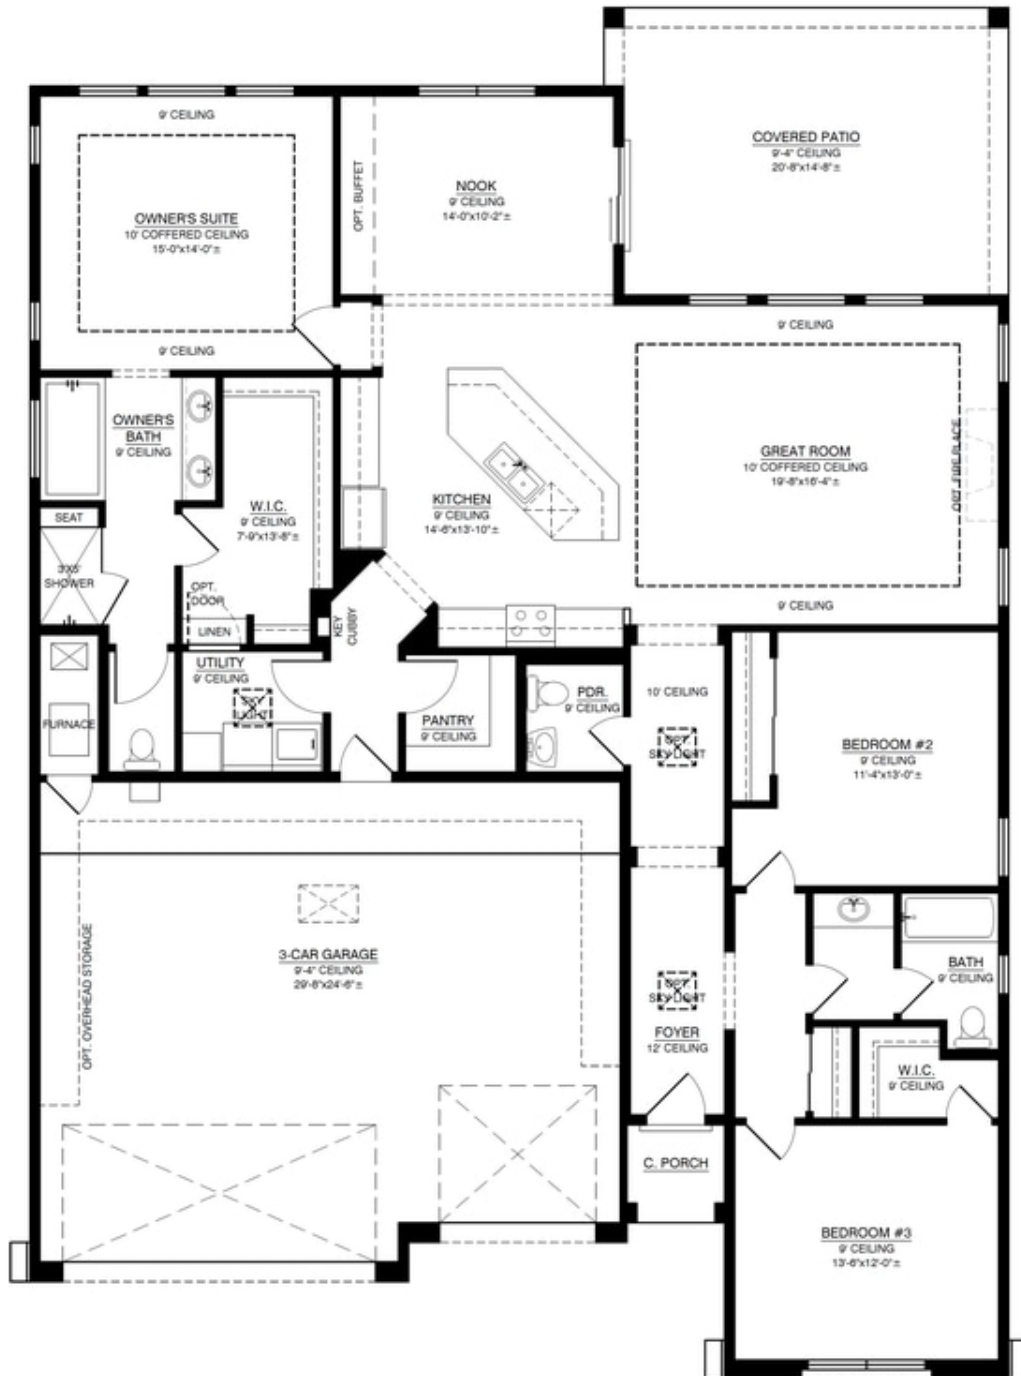 COVERED PATIO
9'-4" CEILING
20'-8"x14'-8"±
9' CEILING
OWNER'S SUITE
10' COFFERED CEILING
15'-0"x14'-0"±
9' CEILING
OPT. BUFFET
NOOK
9' CEILING
14'-0"x10'-2"±
9' CEILING
GREAT ROOM
10' COFFERED CEILING
19'-8"x16'-4"±
9' CEILING
OPT. FIREPLACE
OWNER'S
BATH
9' CEILING
W.I.C.
9' CEILING
7'-9"x13'-8"±
KITCHEN
9' CEILING
14'-6"x13'-10"±
SEAT
3'X5'
SHOWER
OPT.
DOOR
LINEN
KEY
CUBBY
UTILITY
9' CEILING
SKY
LIGHT
FURNACE
PANTRY
9' CEILING
PDR.
9' CEILING
10' CEILING
OPT.
SKYLIGHT
BEDROOM #2
9' CEILING
11'-4"x13'-0"±
OPT. OVERHEAD STORAGE
3-CAR GARAGE
9'-4" CEILING
29'-8"x24'-6"±
OPT.
SKYLIGHT
FOYER
12' CEILING
BATH
9' CEILING
W.I.C.
9' CEILING
C. PORCH
BEDROOM #3
9' CEILING
13'-6"x12'-0"±